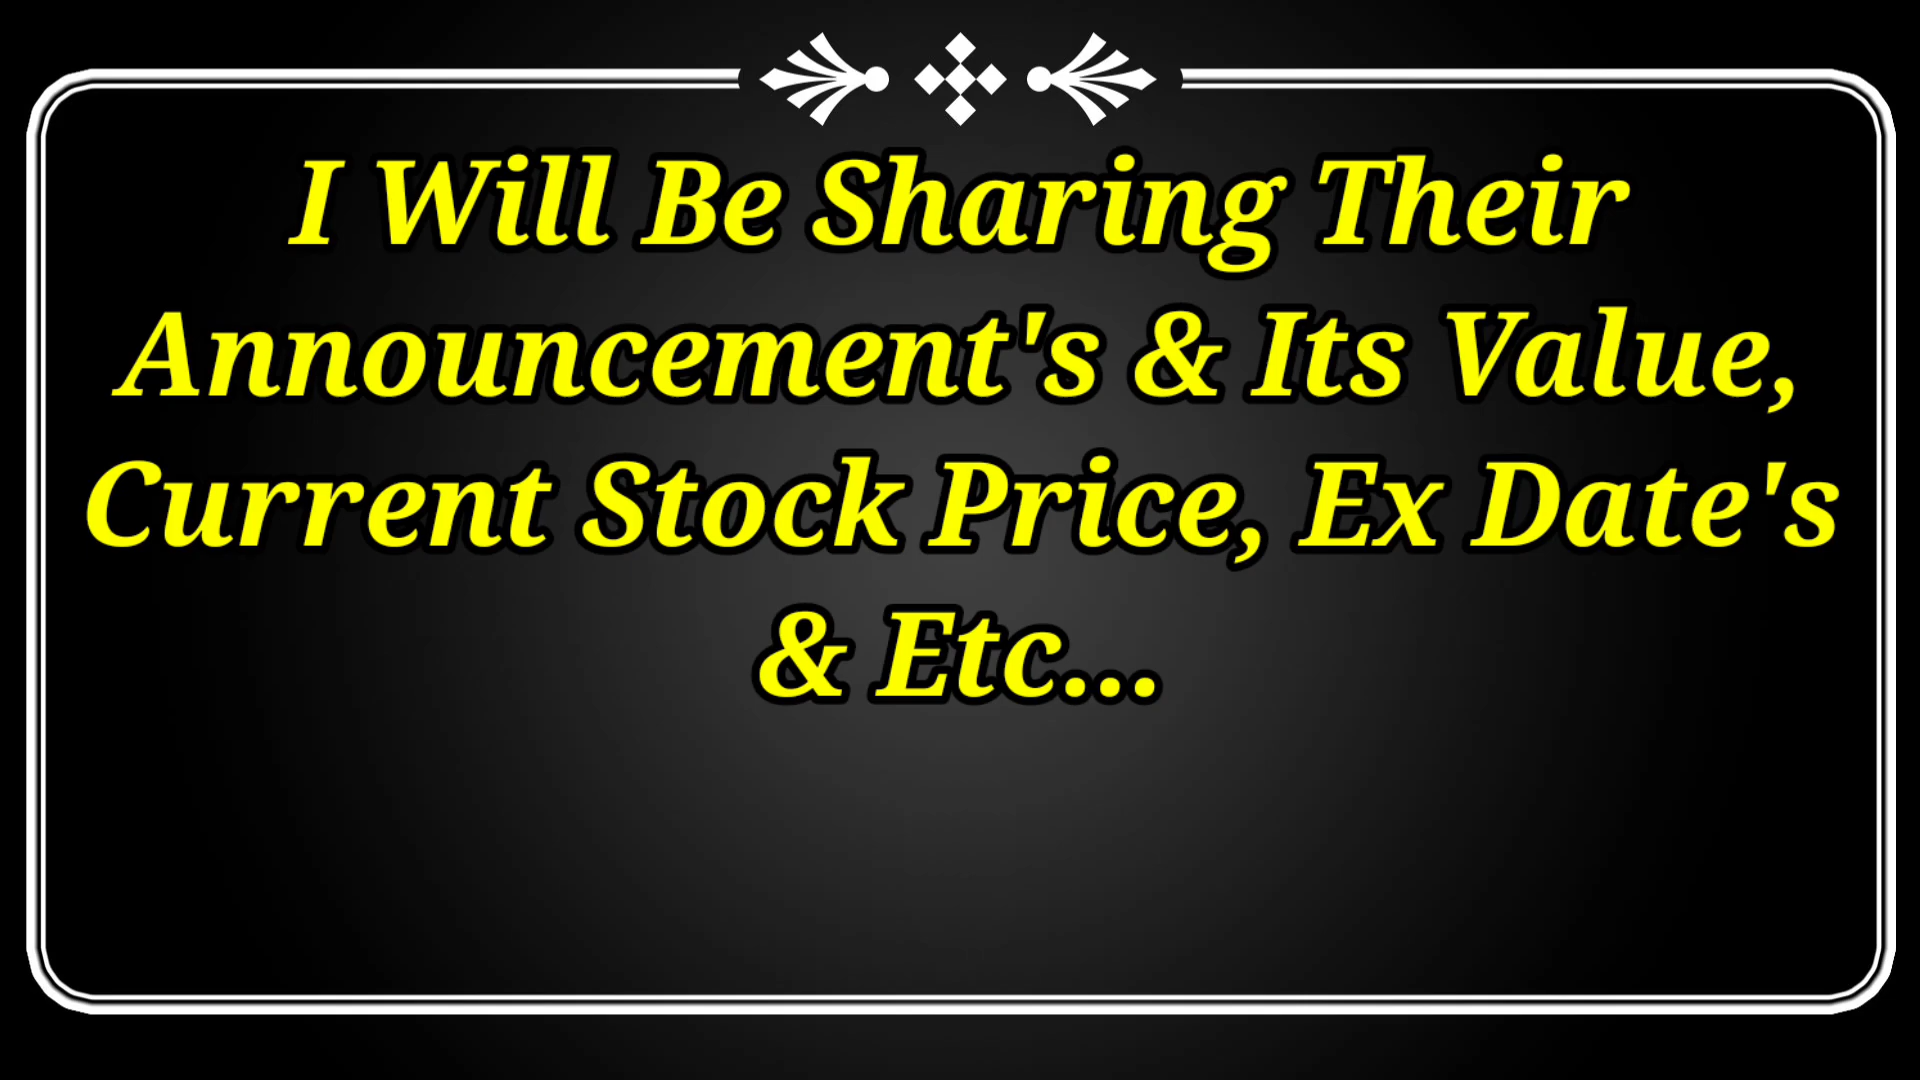 I Will Be Sharing Their
Announcement's & Its Value,
Current Stock Price, Ex Date's
& Etc...